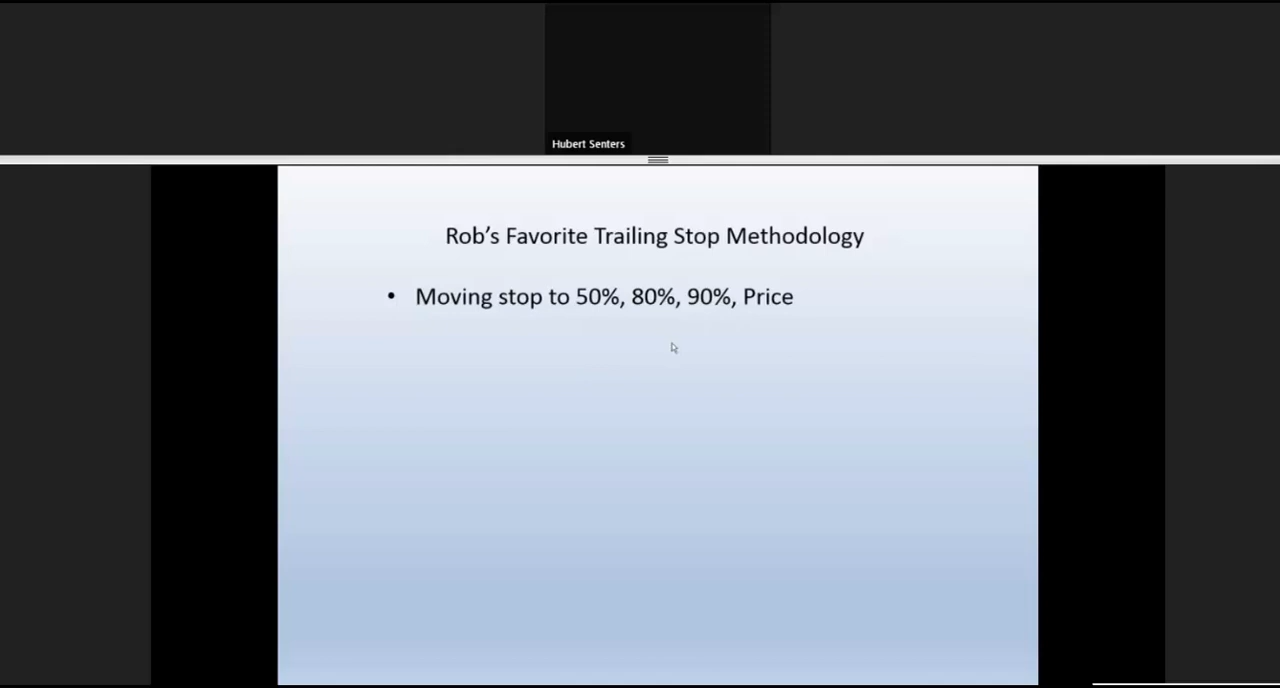 Hubert Senters
Rob’s Favorite Trailing Stop Methodology
• Moving stop to 50%, 80%, 90%, Price